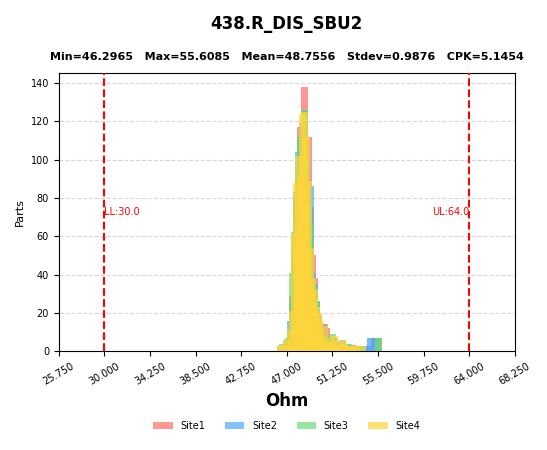 438.R_DIS_SBU2
Min=46.2965 Max=55.6085 Mean=48.7556 Stdev=0.9876 CPK=5.1454
140
120
100
80
60
40
20
0
Parts
LL:30.0
UL:64.0
25.750 30.000 34.250 38.500 42.750 47.000 51.250 55.500 59.750 64.000 68.250
Ohm
Site1 Site2 Site3 Site4